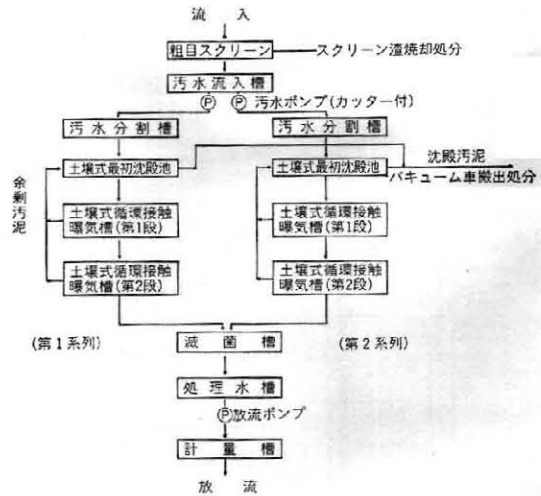 流 入
粗目スクリーン
スクリーン渣焼却処分
汚水流入槽
Ⓟ Ⓟ 汚水ポンプ(カッター付)
汚水分割槽
汚水分割槽
沈殿汚泥
土壌式最初沈殿池
土壌式最初沈殿池
バキューム車搬出処分
余剰汚泥
土壌式循環接触
曝気槽(第1段)
土壌式循環接触
曝気槽(第1段)
土壌式循環接触
曝気槽(第2段)
土壌式循環接触
曝気槽(第2段)
(第1系列)
滅菌槽
(第2系列)
処理水槽
Ⓟ放流ポンプ
計量槽
放 流